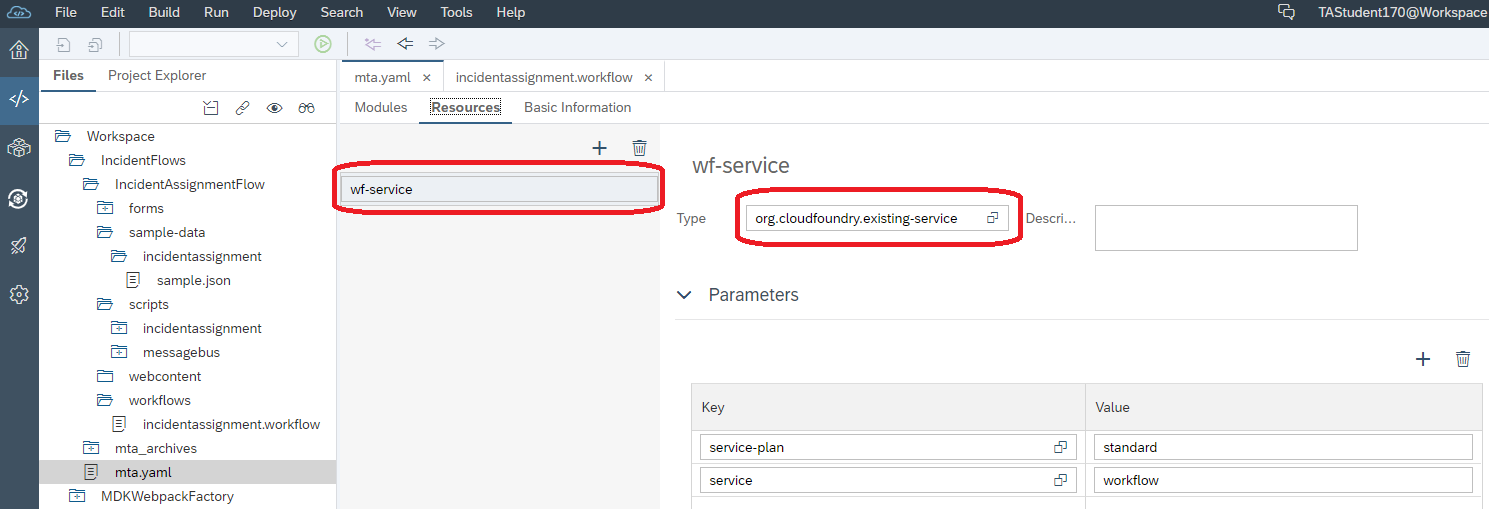 File Edit Build Run Deploy Search View Tools Help TAStudent170@Workspace
Files Project Explorer
mta.yaml × incidentassignment.workflow ×
Modules Resources Basic Information
Workspace
IncidentFlows
IncidentAssignmentFlow
forms
sample-data
incidentassignment
sample.json
scripts
incidentassignment
messagebus
webcontent
workflows
incidentassignment.workflow
mta_archives
mta.yaml
MDKWebpackFactory
wf-service
wf-service
Type org.cloudfoundry.existing-service Descri...
Parameters
Key Value
service-plan standard
service workflow